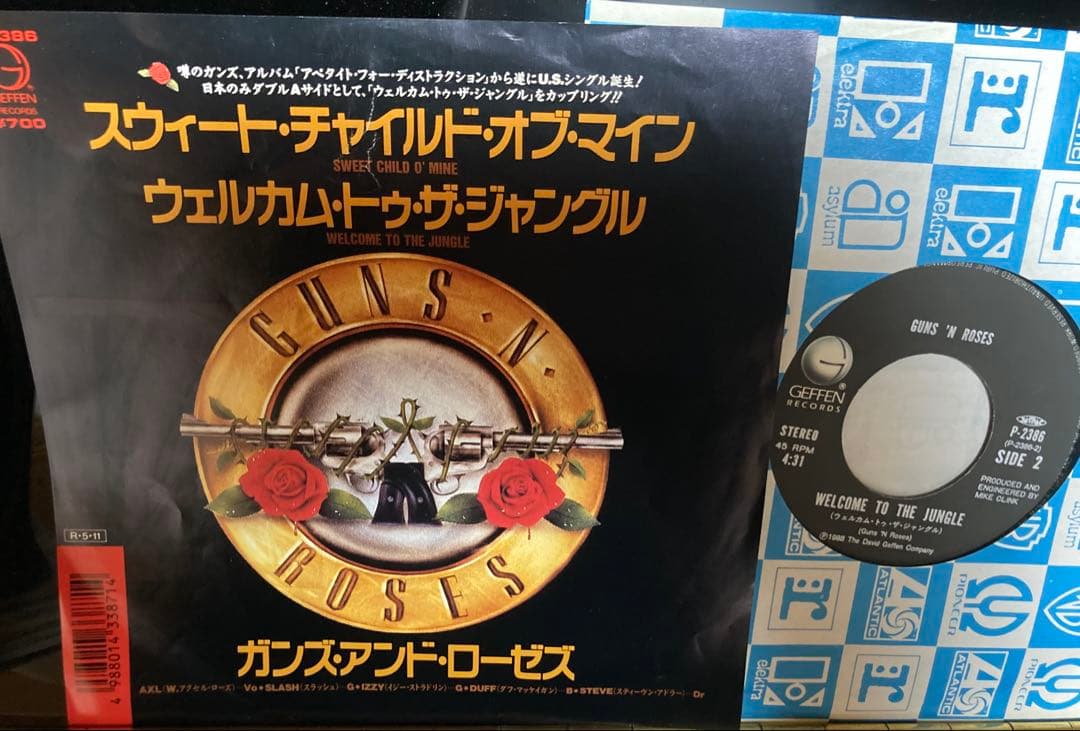 386
GEFFEN
RECORDS
¥700
噂のガンズ、アルバム「アペタイト・フォー・ディストラクション」から遂にU.S.シングル誕生!
日本のみダブルAサイドとして、「ウェルカム・トゥ・ザ・ジャングル」をカップリング!!
スウィート・チャイルド・オブ・マイン
SWEET CHILD O' MINE
ウェルカム・トゥ・ザ・ジャングル
WELCOME TO THE JUNGLE
GUNS · N ·
ROSES
ガンズ・アンド・ローゼズ
AXL(W.アクセル・ローズ)—Vo•SLASH(スラッシュ)—G•IZZY(イジー・ストラドリン)—G•DUFF(ダフ・マッケイガン)—B•STEVE(スティーヴン・アドラー)—Dr
R·5·11
4 988014 338714
GUNS 'N ROSES
GEFFEN
RECORDS
STEREO
45 RPM
4:31
P-2386
(P-2386-2)
SIDE 2
PRODUCED AND
ENGINEERED BY
MIKE CLINK
WELCOME TO THE JUNGLE
(ウェルカム・トゥ・ザ・ジャングル)
(Guns 'N Roses)
Ⓟ1988 The David Geffen Company
elektra
asylum
elektra
asylum
ATLANTIC
PIONEER
elektra
ATLANTIC
PIONEER